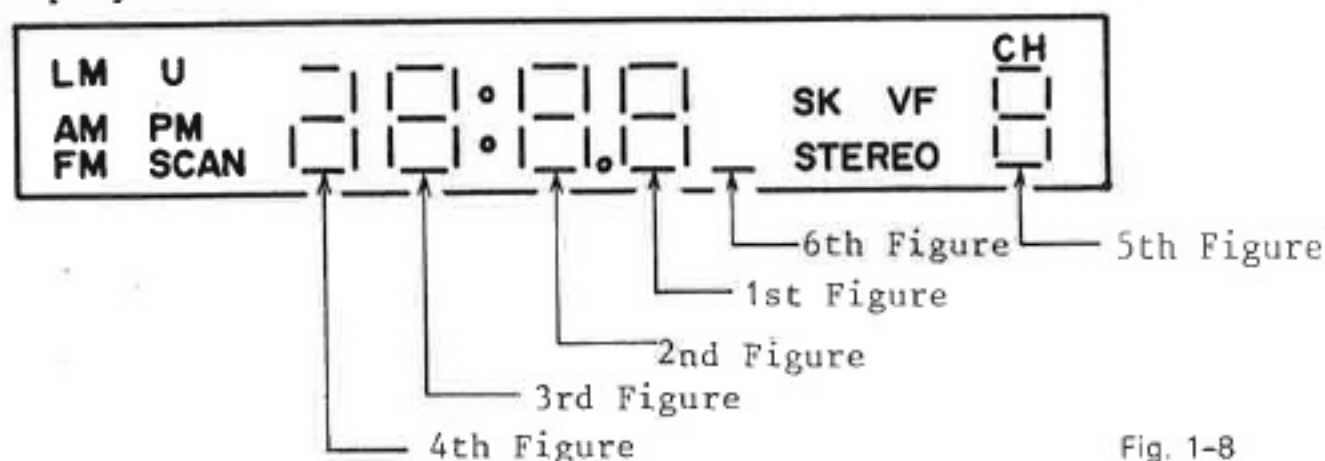 CH
LM U SK VF
AM PM
FM SCAN STEREO
6th Figure 5th Figure
1st Figure
2nd Figure
3rd Figure
4th Figure
Fig. 1-8